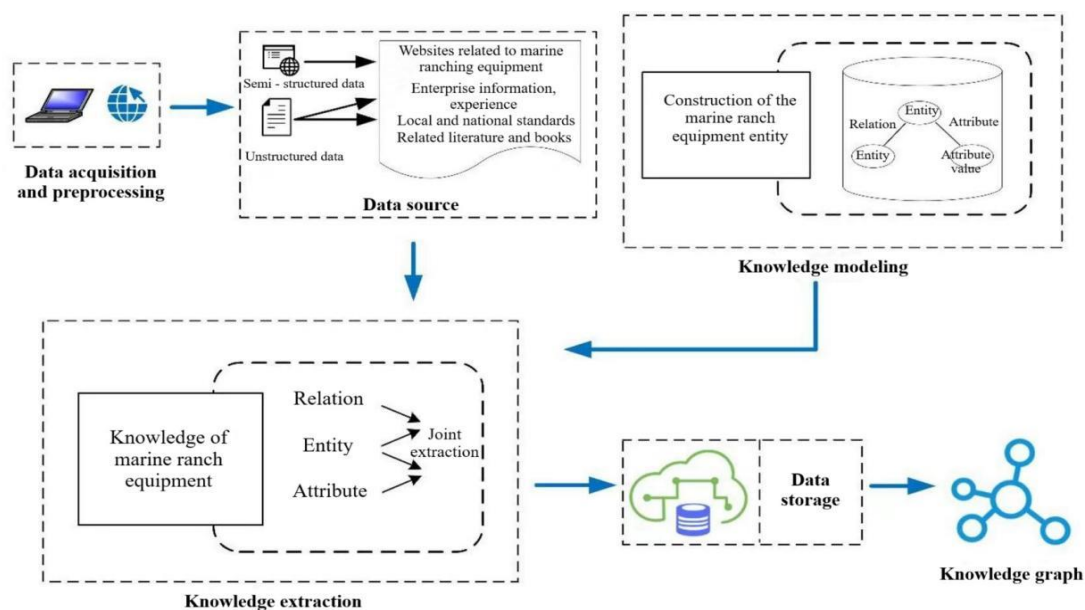 Data acquisition
and preprocessing
Semi - structured data
Unstructured data
Websites related to marine
ranching equipment
Enterprise information,
experience
Local and national standards
Related literature and books
Data source
Construction of the
marine ranch
equipment entity
Entity
Relation
Attribute
Entity
Attribute
value
Knowledge modeling
Knowledge of
marine ranch
equipment
Relation
Entity
Attribute
Joint
extraction
Knowledge extraction
Data
storage
Knowledge graph